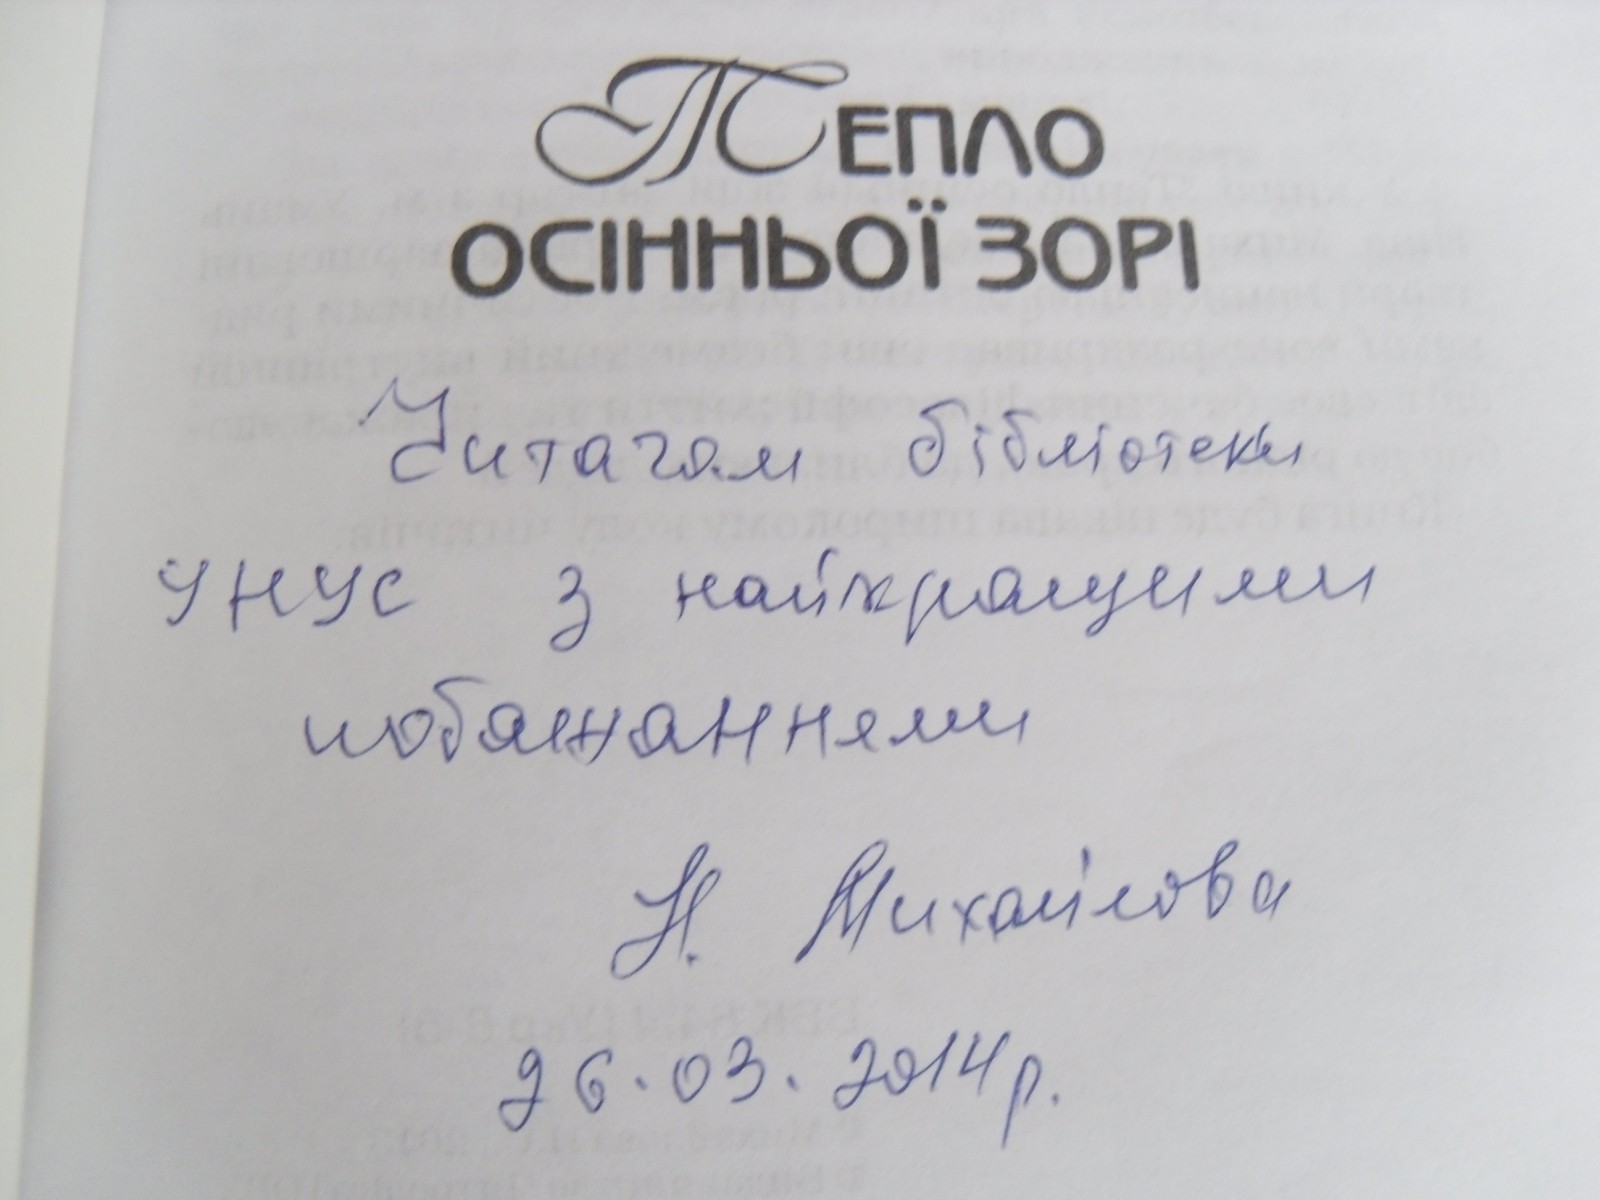 ТЕПЛО
ОСІННЬОЇ ЗОРІ
Читачам бібліотеки
УНУС з найкращими
побажаннями
Н. Михайлова
26.03.2014р.